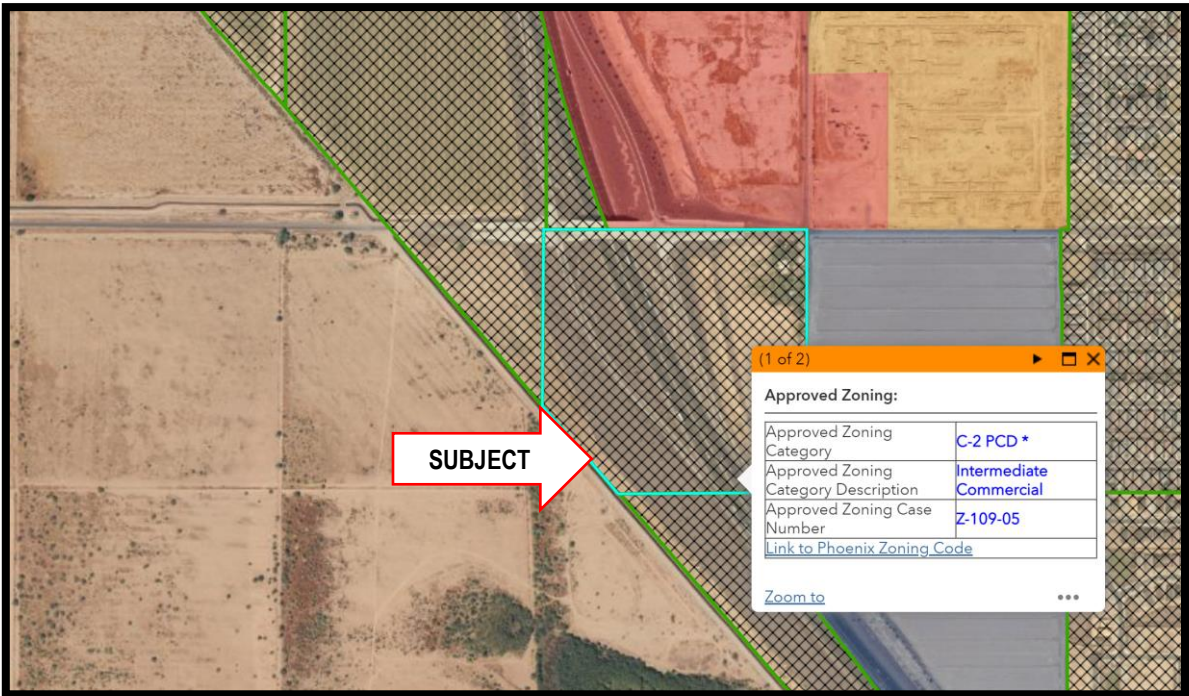 (1 of 2)
Approved Zoning:
Approved Zoning
Category
C-2 PCD *
Approved Zoning
Category Description
Intermediate
Commercial
Approved Zoning Case
Number
Z-109-05
Link to Phoenix Zoning Code
Zoom to
SUBJECT